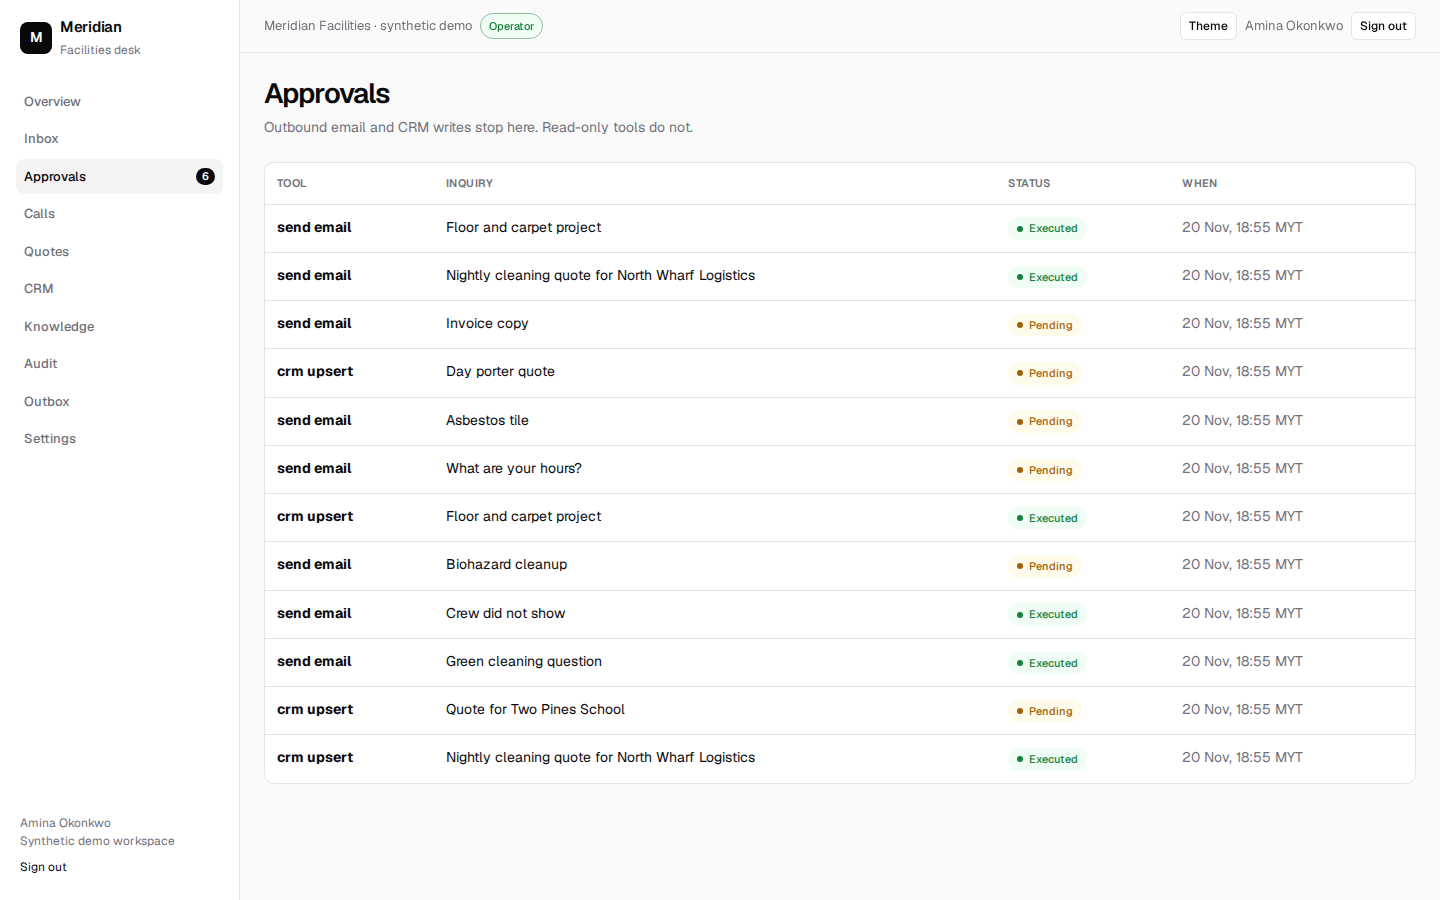 M
Meridian
Facilities desk
Overview
Inbox
Approvals 6
Calls
Quotes
CRM
Knowledge
Audit
Outbox
Settings
Amina Okonkwo
Synthetic demo workspace
Sign out
Meridian Facilities · synthetic demo Operator Theme Amina Okonkwo Sign out
Approvals
Outbound email and CRM writes stop here. Read-only tools do not.
TOOL INQUIRY STATUS WHEN
send email Floor and carpet project Executed 20 Nov, 18:55 MYT
send email Nightly cleaning quote for North Wharf Logistics Executed 20 Nov, 18:55 MYT
send email Invoice copy Pending 20 Nov, 18:55 MYT
crm upsert Day porter quote Pending 20 Nov, 18:55 MYT
send email Asbestos tile Pending 20 Nov, 18:55 MYT
send email What are your hours? Pending 20 Nov, 18:55 MYT
crm upsert Floor and carpet project Executed 20 Nov, 18:55 MYT
send email Biohazard cleanup Pending 20 Nov, 18:55 MYT
send email Crew did not show Executed 20 Nov, 18:55 MYT
send email Green cleaning question Executed 20 Nov, 18:55 MYT
crm upsert Quote for Two Pines School Pending 20 Nov, 18:55 MYT
crm upsert Nightly cleaning quote for North Wharf Logistics Executed 20 Nov, 18:55 MYT